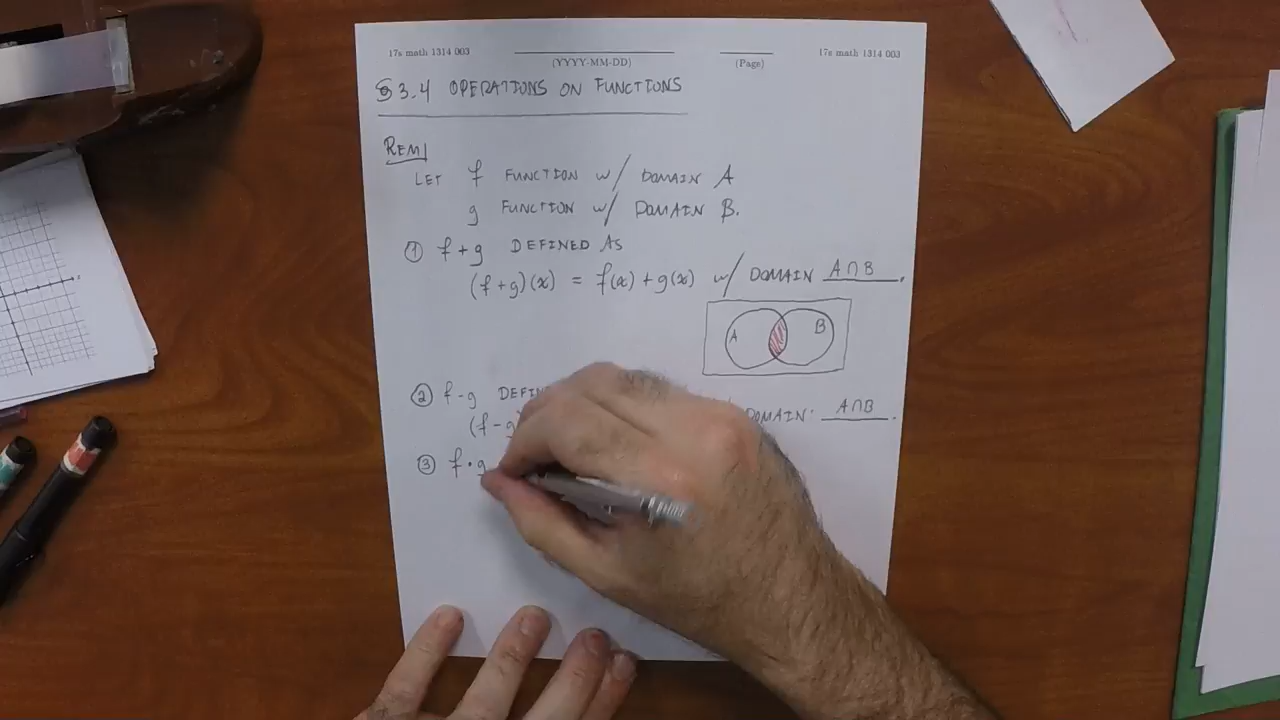 17s math 1314 003 (YYYY-MM-DD) (Page) 17s math 1314 003
§ 3.4 OPERATIONS ON FUNCTIONS
REM
LET f FUNCTION w/ DOMAIN A
g FUNCTION w/ DOMAIN B.
① f+g DEFINED AS
(f+g)(x) = f(x)+g(x) w/ DOMAIN A∩B.
A B
② f-g
(f-g DOMAIN: A∩B.
③ f·g